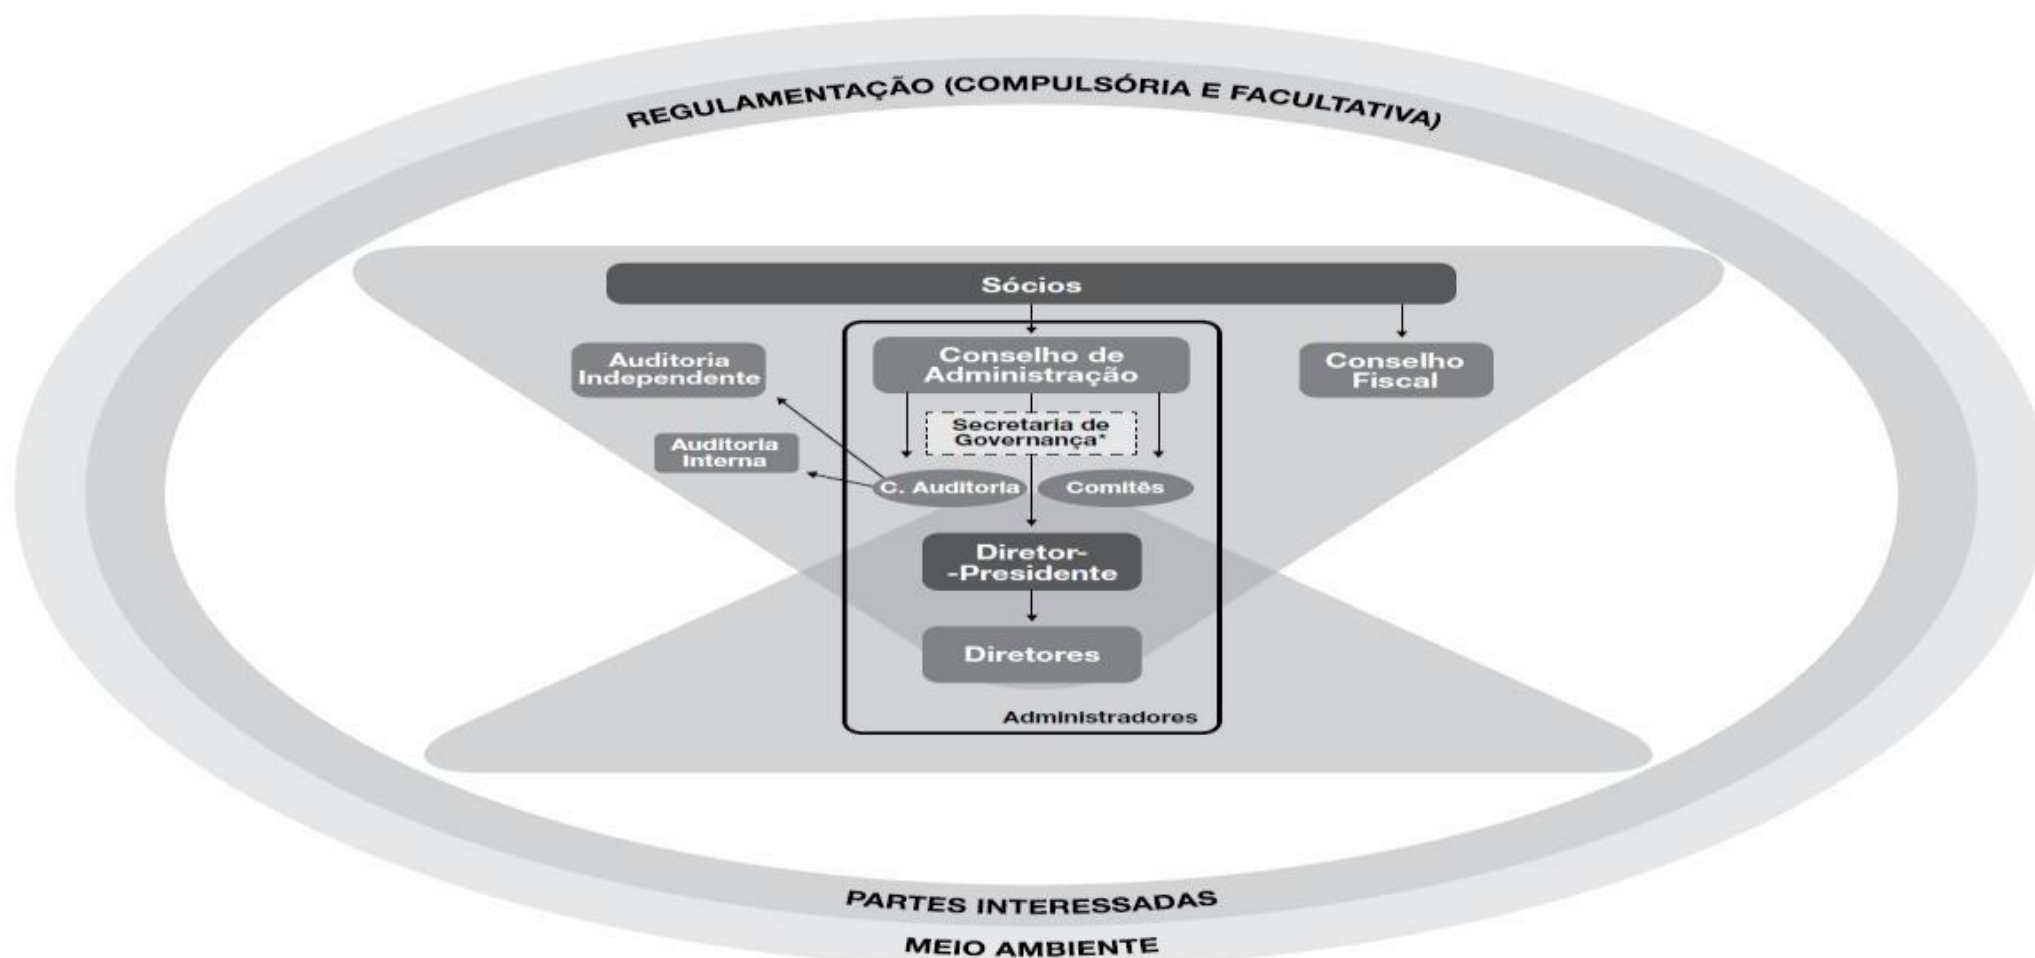 REGULAMENTAÇÃO (COMPULSÓRIA E FACULTATIVA)
Sócios
Auditoria
Independente
Conselho de
Administração
Conselho
Fiscal
Secretaria de
Governança*
Auditoria
Interna
C. Auditoria
Comitês
Diretor-
-Presidente
Diretores
Administradores
PARTES INTERESSADAS
MEIO AMBIENTE